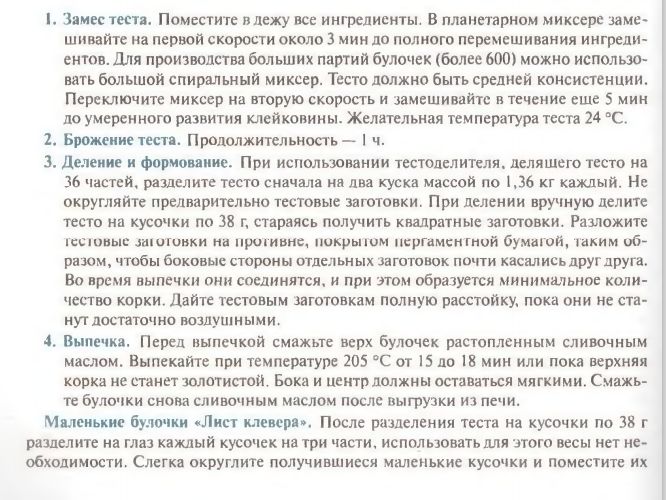 1. Замес теста. Поместите в дежу все ингредиенты. В планетарном миксере заме-
шивайте на первой скорости около 3 мин до полного перемешивания ингреди-
ентов. Для производства больших партий булочек (более 600) можно использо-
вать большой спиральный миксер. Тесто должно быть средней консистенции.
Переключите миксер на вторую скорость и замешивайте в течение еще 5 мин
до умеренного развития клейковины. Желательная температура теста 24 °С.
2. Брожение теста. Продолжительность — 1 ч.
3. Деление и формование. При использовании тестоделителя, делящего тесто на
36 частей, разделите тесто сначала на два куска массой по 1,36 кг каждый. Не
округляйте предварительно тестовые заготовки. При делении вручную делите
тесто на кусочки по 38 г, стараясь получить квадратные заготовки. Разложите
тестовые заготовки на противне, покрытом пергаментной бумагой, таким об-
разом, чтобы боковые стороны отдельных заготовок почти касались друг друга.
Во время выпечки они соединятся, и при этом образуется минимальное коли-
чество корки. Дайте тестовым заготовкам полную расстойку, пока они не ста-
нут достаточно воздушными.
4. Выпечка. Перед выпечкой смажьте верх булочек растопленным сливочным
маслом. Выпекайте при температуре 205 °С от 15 до 18 мин или пока верхняя
корка не станет золотистой. Бока и центр должны оставаться мягкими. Смажь-
те булочки снова сливочным маслом после выгрузки из печи.
Маленькие булочки «Лист клевера». После разделения теста на кусочки по 38 г
разделите на глаз каждый кусочек на три части, использовать для этого весы нет не-
обходимости. Слегка округлите получившиеся маленькие кусочки и поместите их